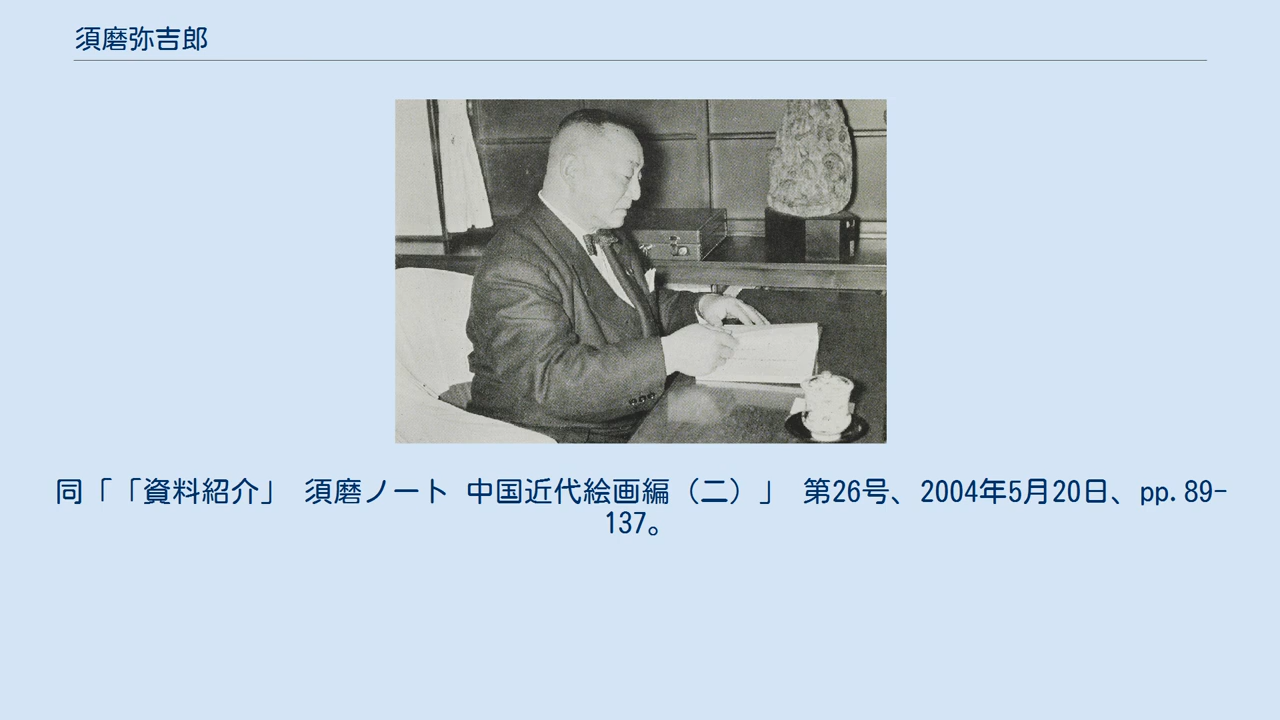 須磨弥吉郎
同「「資料紹介」 須磨ノート 中国近代絵画編（二）」 第26号、2004年5月20日、pp.89-
137。